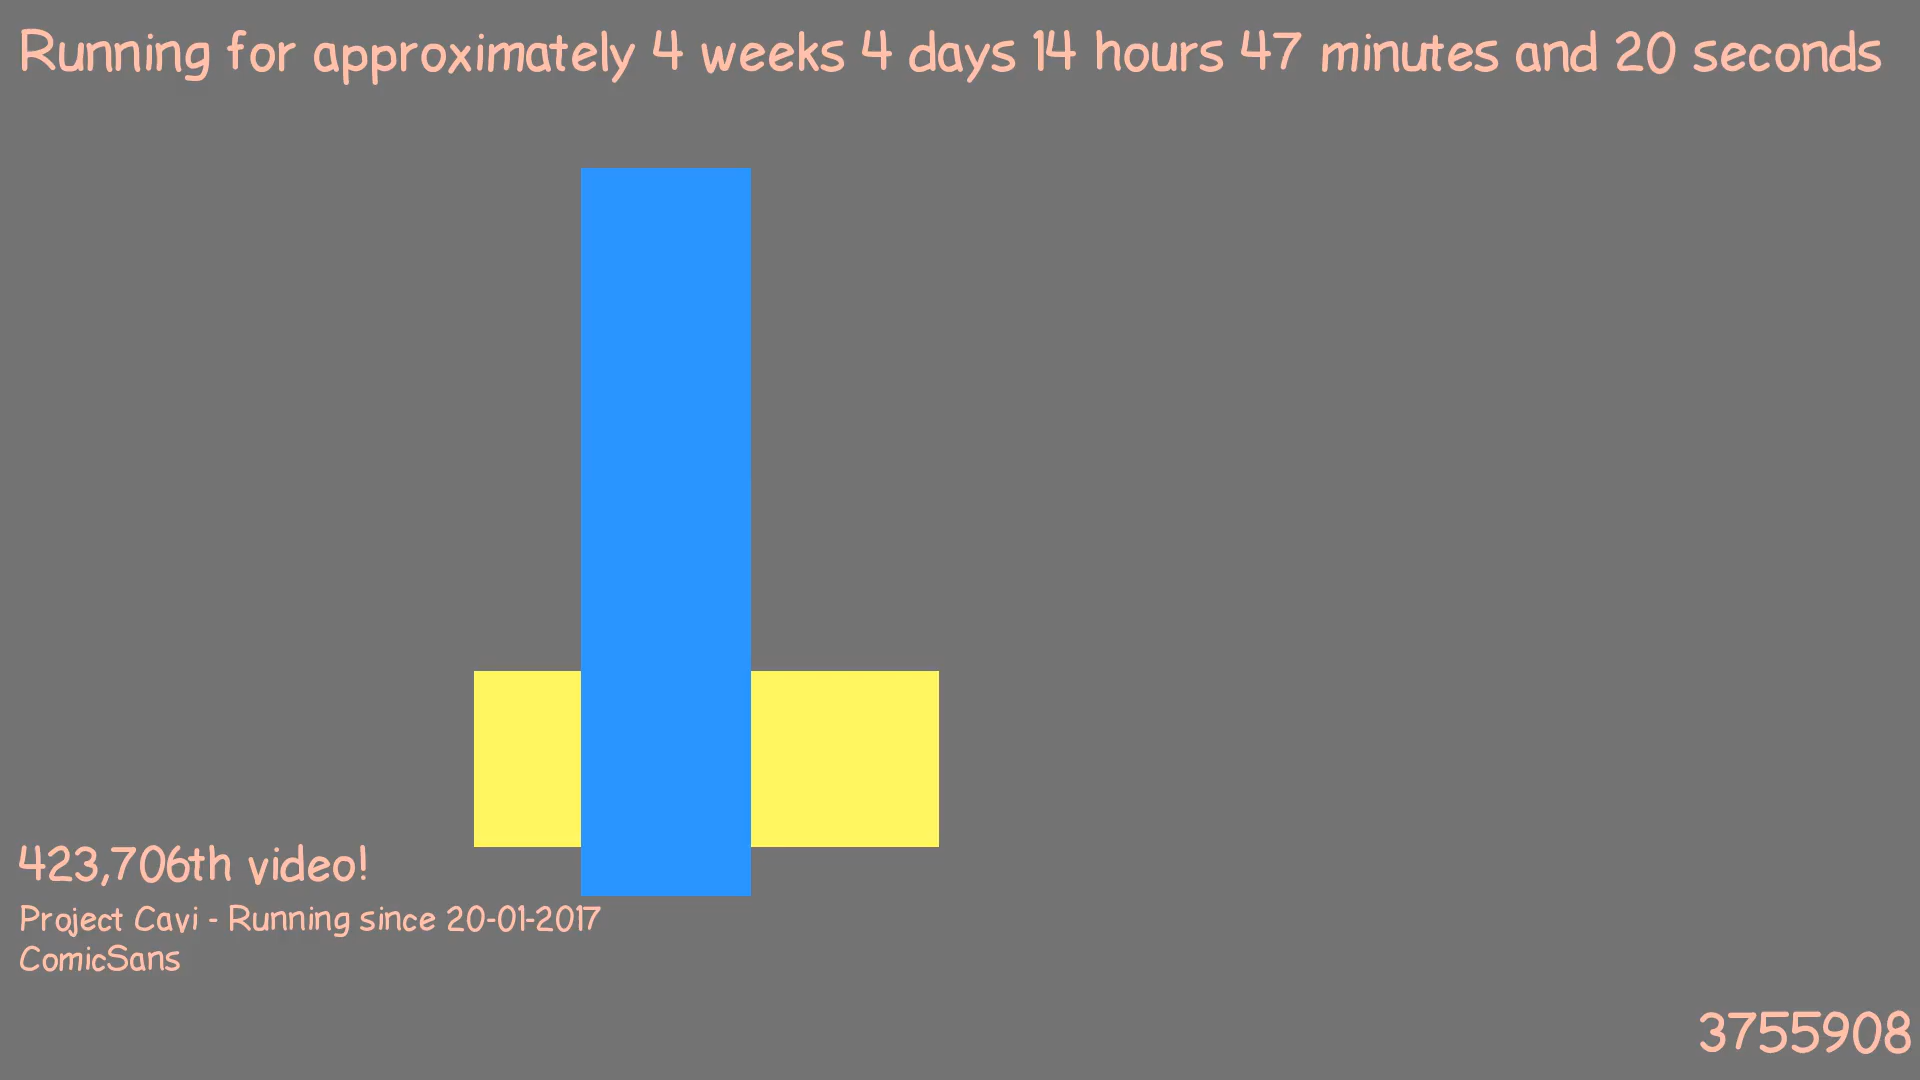 Running for approximately 4 weeks 4 days 14 hours 47 minutes and 20 seconds
423,706th video!
Project Cavi - Running since 20-01-2017
ComicSans
3755908